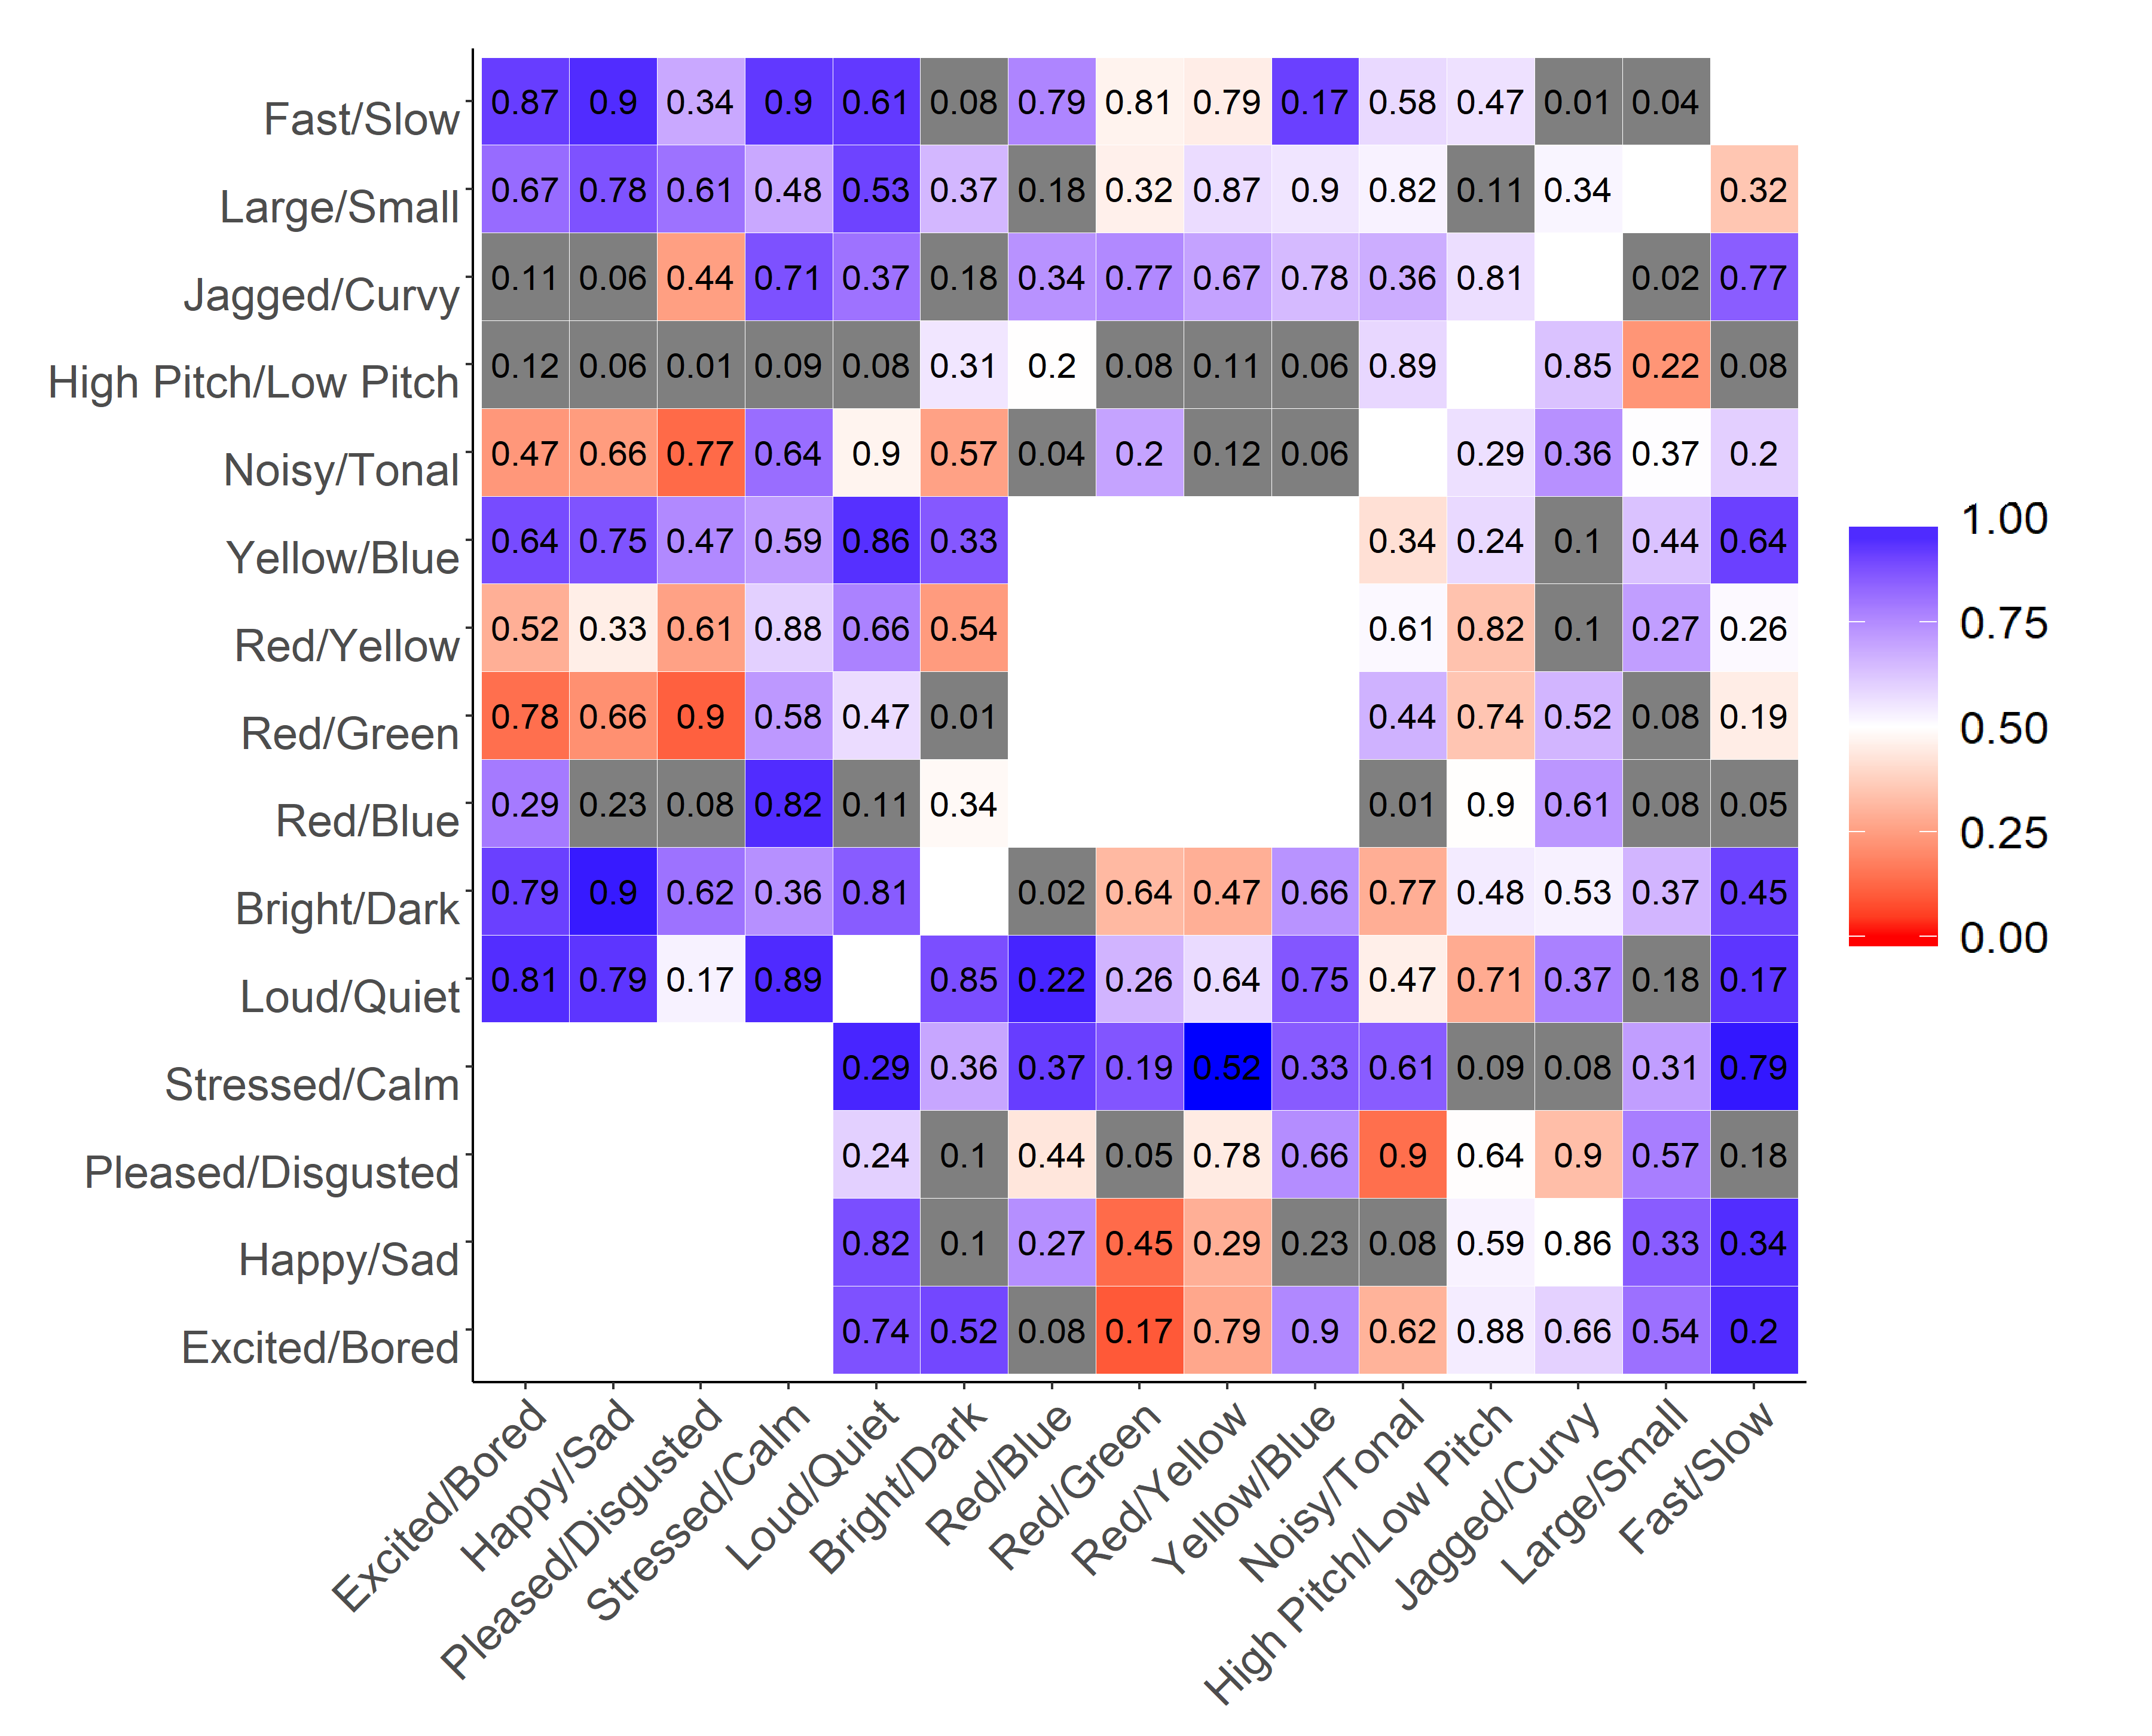 Fast/Slow 0.87 0.9 0.34 0.9 0.61 0.08 0.79 0.81 0.79 0.17 0.58 0.47 0.01 0.04
Large/Small 0.67 0.78 0.61 0.48 0.53 0.37 0.18 0.32 0.87 0.9 0.82 0.11 0.34 0.32
Jagged/Curvy 0.11 0.06 0.44 0.71 0.37 0.18 0.34 0.77 0.67 0.78 0.36 0.81 0.02 0.77
High Pitch/Low Pitch 0.12 0.06 0.01 0.09 0.08 0.31 0.2 0.08 0.11 0.06 0.89 0.85 0.22 0.08
Noisy/Tonal 0.47 0.66 0.77 0.64 0.9 0.57 0.04 0.2 0.12 0.06 0.29 0.36 0.37 0.2
Yellow/Blue 0.64 0.75 0.47 0.59 0.86 0.33 0.34 0.24 0.1 0.44 0.64
Red/Yellow 0.52 0.33 0.61 0.88 0.66 0.54 0.61 0.82 0.1 0.27 0.26
Red/Green 0.78 0.66 0.9 0.58 0.47 0.01 0.44 0.74 0.52 0.08 0.19
Red/Blue 0.29 0.23 0.08 0.82 0.11 0.34 0.01 0.9 0.61 0.08 0.05
Bright/Dark 0.79 0.9 0.62 0.36 0.81 0.02 0.64 0.47 0.66 0.77 0.48 0.53 0.37 0.45
Loud/Quiet 0.81 0.79 0.17 0.89 0.85 0.22 0.26 0.64 0.75 0.47 0.71 0.37 0.18 0.17
Stressed/Calm 0.29 0.36 0.37 0.19 0.52 0.33 0.61 0.09 0.08 0.31 0.79
Pleased/Disgusted 0.24 0.1 0.44 0.05 0.78 0.66 0.9 0.64 0.9 0.57 0.18
Happy/Sad 0.82 0.1 0.27 0.45 0.29 0.23 0.08 0.59 0.86 0.33 0.34
Excited/Bored 0.74 0.52 0.08 0.17 0.79 0.9 0.62 0.88 0.66 0.54 0.2
Excited/Bored
Happy/Sad
Pleased/Disgusted
Stressed/Calm
Loud/Quiet
Bright/Dark
Red/Blue
Red/Green
Red/Yellow
Yellow/Blue
Noisy/Tonal
High Pitch/Low Pitch
Jagged/Curvy
Large/Small
Fast/Slow
1.00
0.75
0.50
0.25
0.00